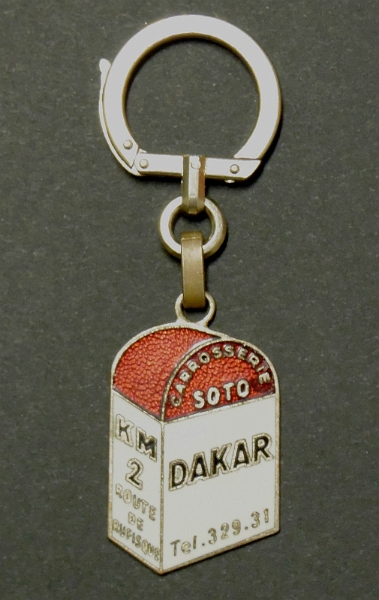 CARROSSERIE
SOTO
DAKAR
Tel.329.31
KM
2
ROUTE
DE
RUFISQUE